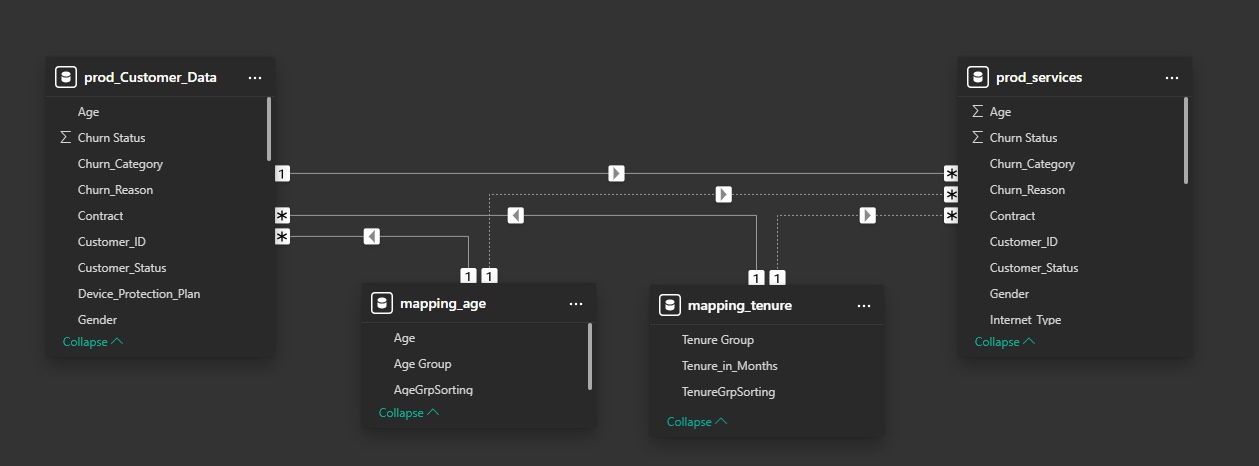 prod_Customer_Data
Age
Churn Status
Churn_Category
Churn_Reason
Contract
Customer_ID
Customer_Status
Device_Protection_Plan
Gender
Collapse
1
*
*
prod_services
Age
Churn Status
Churn_Category
Churn_Reason
Contract
Customer_ID
Customer_Status
Gender
Internet_Type
Collapse
*
*
*
1
1
mapping_age
Age
Age Group
AgeGrpSorting
Collapse
1
1
mapping_tenure
Tenure Group
Tenure_in_Months
TenureGrpSorting
Collapse